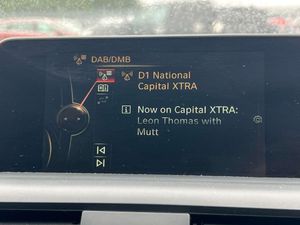 DAB/DMB
D1 National
Capital XTRA
Now on Capital XTRA:
Leon Thomas with
Mutt